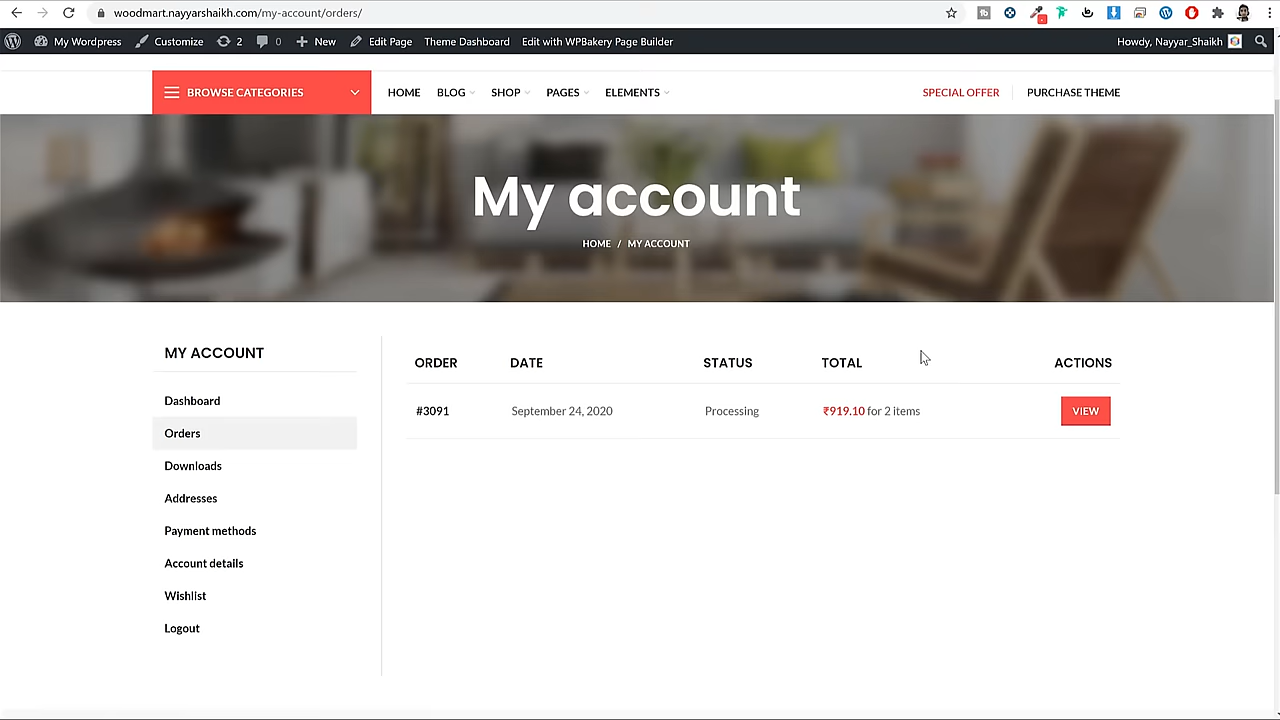 woodmart.nayyarshaikh.com/my-account/orders/
My Wordpress Customize 2 0 New Edit Page Theme Dashboard Edit with WPBakery Page Builder Howdy, Nayyar_Shaikh
BROWSE CATEGORIES HOME BLOG SHOP PAGES ELEMENTS SPECIAL OFFER PURCHASE THEME
My account
HOME / MY ACCOUNT
MY ACCOUNT
Dashboard
Orders
Downloads
Addresses
Payment methods
Account details
Wishlist
Logout
ORDER DATE STATUS TOTAL ACTIONS
#3091 September 24, 2020 Processing ₹919.10 for 2 items VIEW